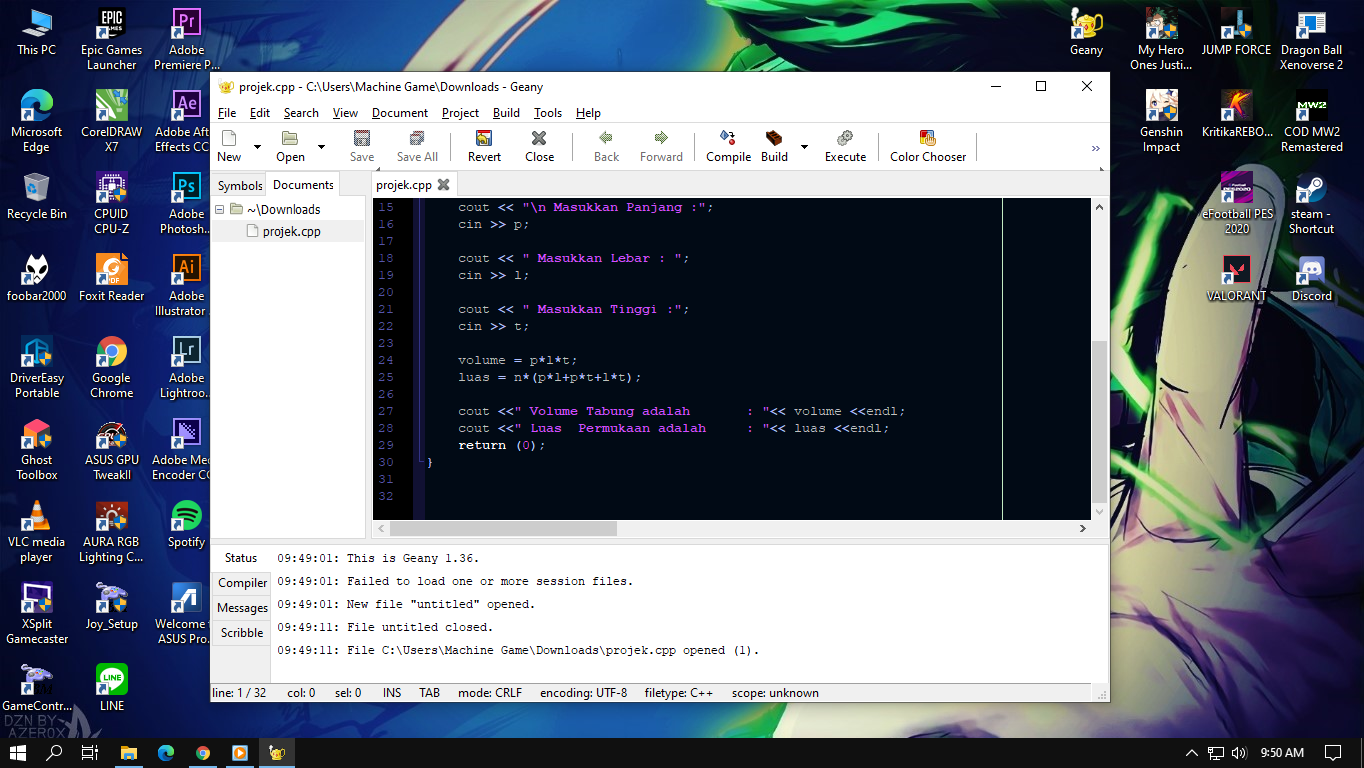 This PC
Epic Games
Launcher
Adobe
Premiere P...
Microsoft
Edge
CorelDRAW
X7
Adobe Aft
Effects CC
Recycle Bin
CPUID
CPU-Z
Adobe
Photosh...
foobar2000
Foxit Reader
Adobe
Illustrator
DriverEasy
Portable
Google
Chrome
Adobe
Lightroo...
Ghost
Toolbox
ASUS GPU
TweakII
Adobe Me
Encoder CC
VLC media
player
AURA RGB
Lighting C...
Spotify
XSplit
Gamecaster
Joy_Setup
Welcome
ASUS Pro
GameContr...
LINE
DZN BY
AZEROX
Geany
My Hero
Ones Justi...
JUMP FORCE
Dragon Ball
Xenoverse 2
Genshin
Impact
KritikaREBO...
MW2
COD MW2
Remastered
eFootball PES
2020
steam -
Shortcut
VALORANT
Discord
projek.cpp - C:\Users\Machine Game\Downloads - Geany
File Edit Search View Document Project Build Tools Help
New Open Save Save All Revert Close Back Forward Compile Build Execute Color Chooser »
Symbols Documents
~\Downloads
projek.cpp
projek.cpp
15 cout << "\n Masukkan Panjang :";
16 cin >> p;
17
18 cout << " Masukkan Lebar : ";
19 cin >> l;
20
21 cout << " Masukkan Tinggi :";
22 cin >> t;
23
24 volume = p*l*t;
25 luas = n*(p*l+p*t+l*t);
26
27 cout <<" Volume Tabung adalah       : "<< volume <<endl;
28 cout <<" Luas  Permukaan adalah     : "<< luas <<endl;
29 return (0);
30 }
31
32
Status
Compiler
Messages
Scribble
09:49:01: This is Geany 1.36.
09:49:01: Failed to load one or more session files.
09:49:01: New file "untitled" opened.
09:49:11: File untitled closed.
09:49:11: File C:\Users\Machine Game\Downloads\projek.cpp opened (1).
line: 1 / 32 col: 0 sel: 0 INS TAB mode: CRLF encoding: UTF-8 filetype: C++ scope: unknown
9:50 AM